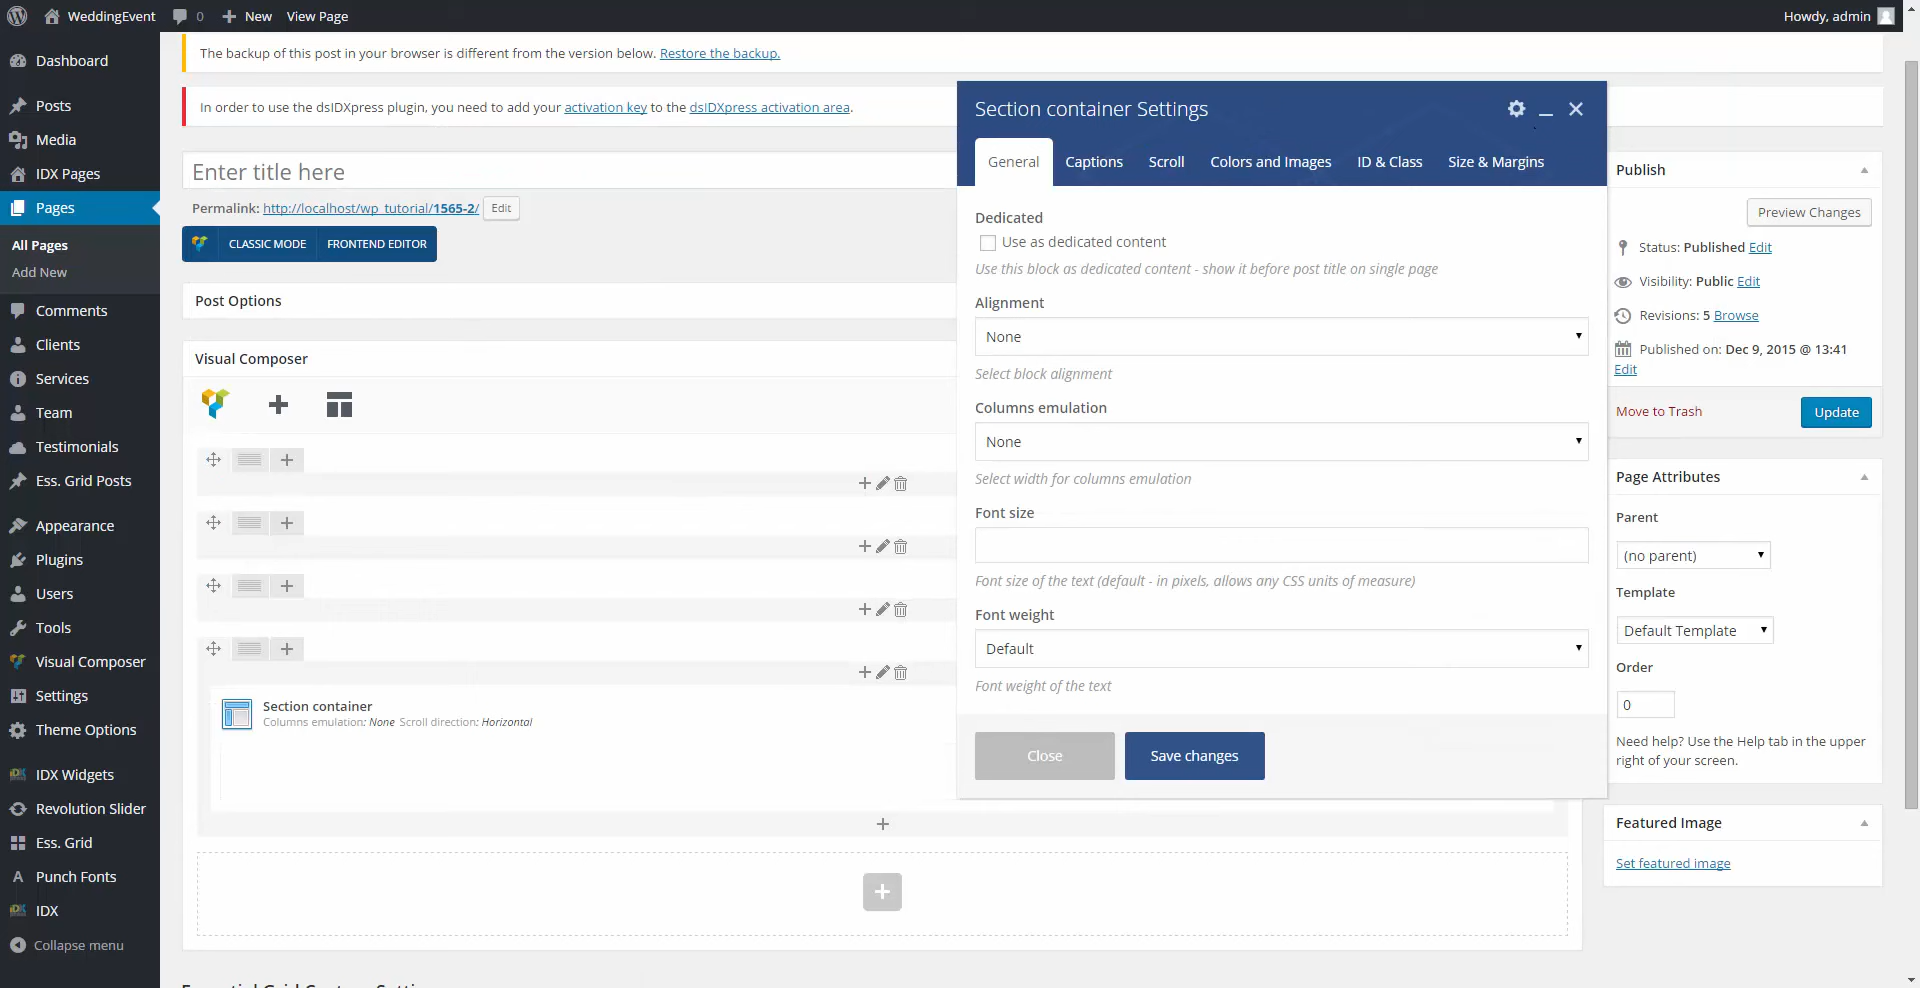 WeddingEvent
0
New
View Page
Howdy, admin
Dashboard
Posts
Media
IDX Pages
Pages
All Pages
Add New
Comments
Clients
Services
Team
Testimonials
Ess. Grid Posts
Appearance
Plugins
Users
Tools
Visual Composer
Settings
Theme Options
IDX Widgets
Revolution Slider
Ess. Grid
Punch Fonts
IDX
Collapse menu
The backup of this post in your browser is different from the version below. Restore the backup.
In order to use the dsIDXpress plugin, you need to add your activation key to the dsIDXpress activation area.
Enter title here
Permalink: http://localhost/wp_tutorial/1565-2/ Edit
CLASSIC MODE FRONTEND EDITOR
Post Options
Visual Composer
Section container
Columns emulation: None Scroll direction: Horizontal
Section container Settings
General Captions Scroll Colors and Images ID & Class Size & Margins
Dedicated
Use as dedicated content
Use this block as dedicated content - show it before post title on single page
Alignment
None
Select block alignment
Columns emulation
None
Select width for columns emulation
Font size
Font size of the text (default - in pixels, allows any CSS units of measure)
Font weight
Default
Font weight of the text
Close
Save changes
Publish
Preview Changes
Status: Published Edit
Visibility: Public Edit
Revisions: 5 Browse
Published on: Dec 9, 2015 @ 13:41
Edit
Move to Trash
Update
Page Attributes
Parent
(no parent)
Template
Default Template
Order
0
Need help? Use the Help tab in the upper
right of your screen.
Featured Image
Set featured image